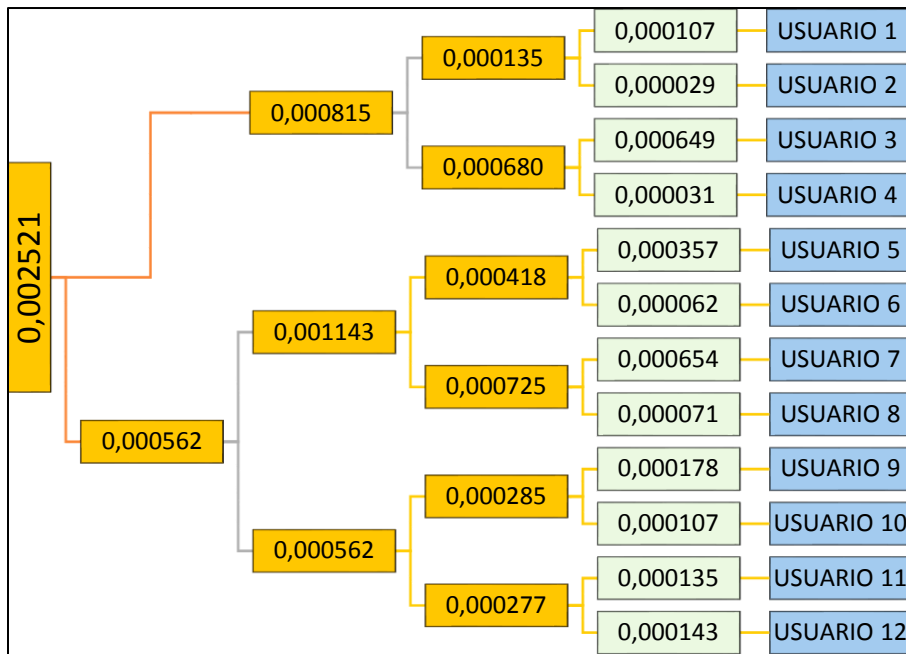 0,000107
USUARIO 1
0,000135
0,000029
USUARIO 2
0,000815
0,000649
USUARIO 3
0,000680
0,000031
USUARIO 4
0,002521
0,000357
USUARIO 5
0,000418
0,000062
USUARIO 6
0,001143
0,000654
USUARIO 7
0,000725
0,000071
USUARIO 8
0,000562
0,000178
USUARIO 9
0,000285
0,000107
USUARIO 10
0,000562
0,000135
USUARIO 11
0,000277
0,000143
USUARIO 12